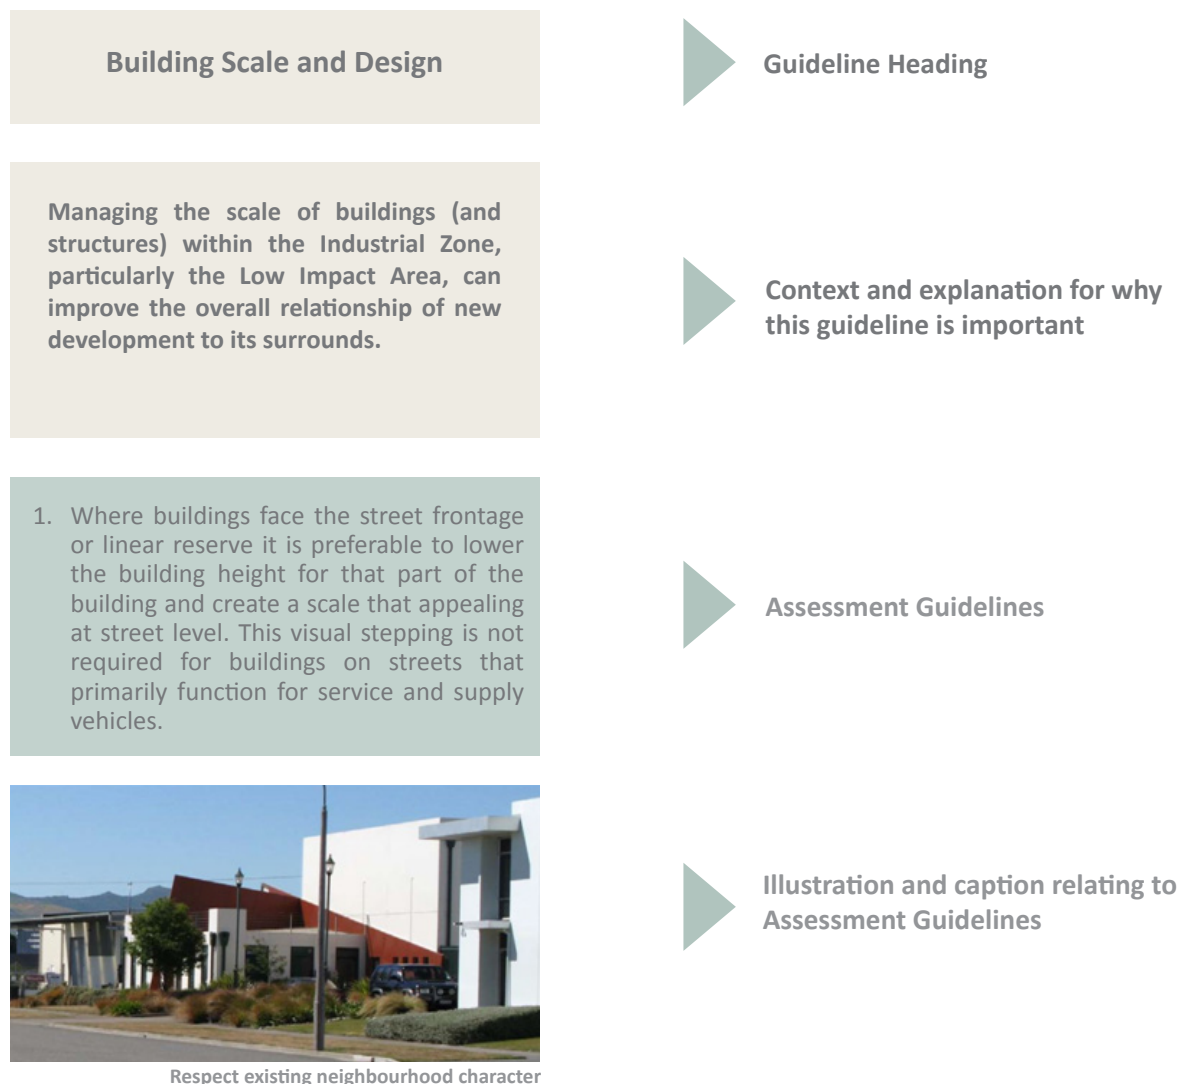 Building Scale and Design
Guideline Heading
Managing the scale of buildings (and
structures) within the Industrial Zone,
particularly the Low Impact Area, can
improve the overall relationship of new
development to its surrounds.
Context and explanation for why
this guideline is important
1. Where buildings face the street frontage
or linear reserve it is preferable to lower
the building height for that part of the
building and create a scale that appealing
at street level. This visual stepping is not
required for buildings on streets that
primarily function for service and supply
vehicles.
Assessment Guidelines
Illustration and caption relating to
Assessment Guidelines
Respect existing neighbourhood character